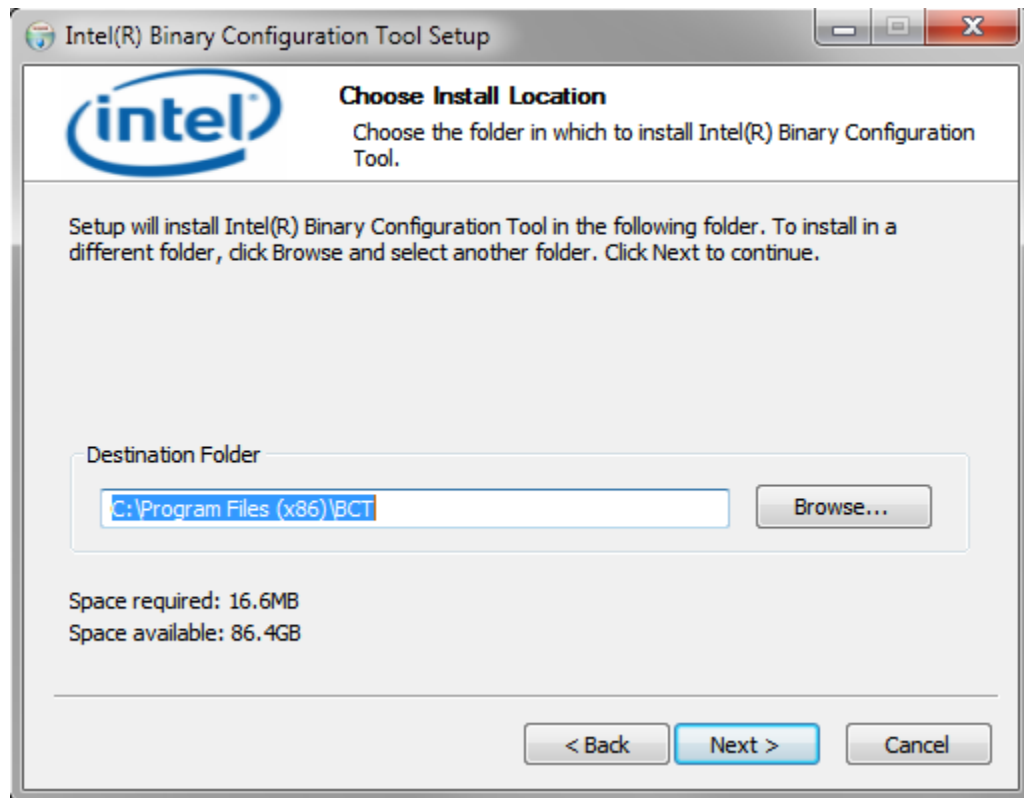 Intel(R) Binary Configuration Tool Setup
intel
Choose Install Location
Choose the folder in which to install Intel(R) Binary Configuration
Tool.
Setup will install Intel(R) Binary Configuration Tool in the following folder. To install in a
different folder, click Browse and select another folder. Click Next to continue.
Destination Folder
C:\Program Files (x86)\BCT
Browse...
Space required: 16.6MB
Space available: 86.4GB
< Back
Next >
Cancel